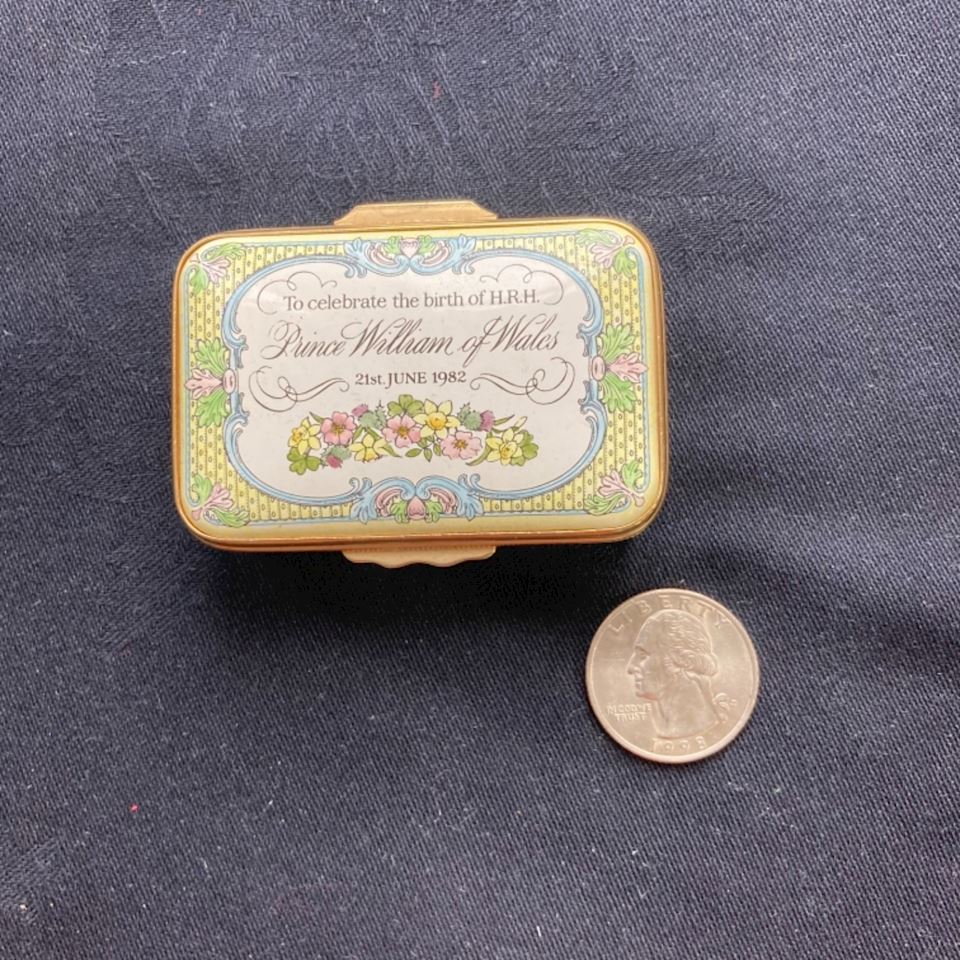 To celebrate the birth of H.R.H.
Prince William of Wales
21st. JUNE 1982
LIBERTY
IN GOD WE
TRUST
1998